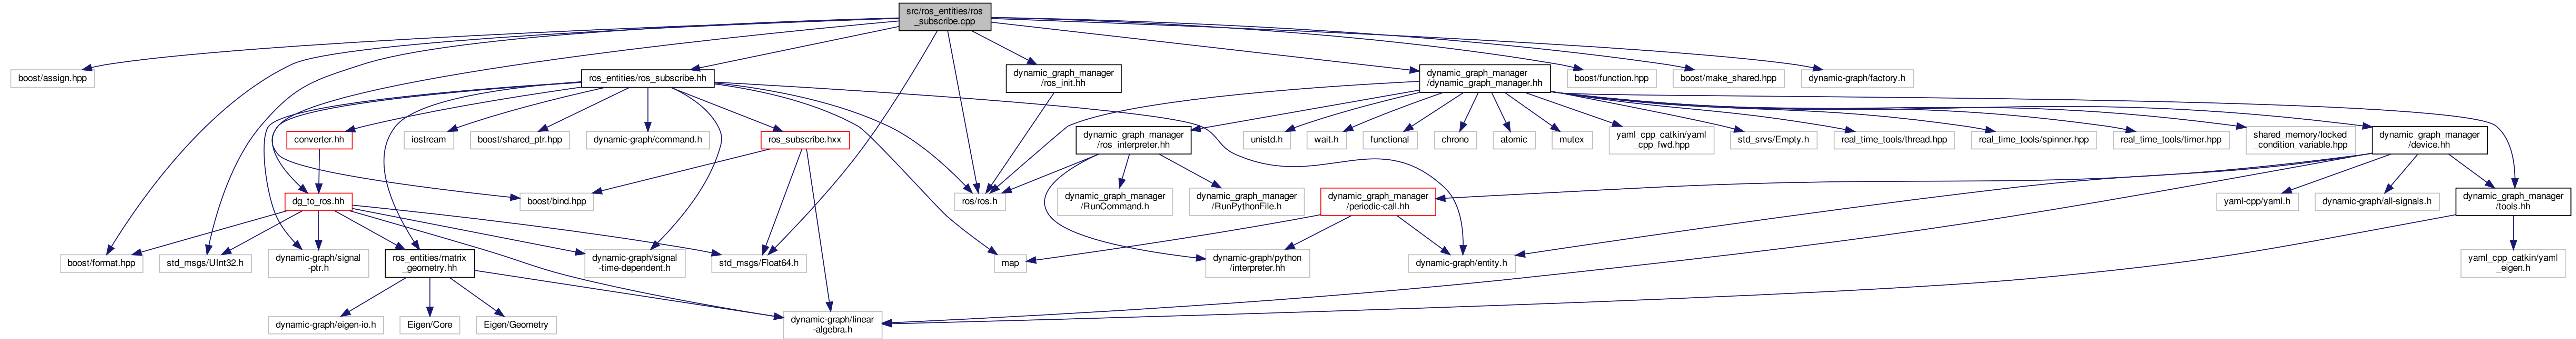 src/ros_entities/ros
_subscribe.cpp
boost/assign.hpp
ros_entities/ros_subscribe.hh
dynamic_graph_manager
/ros_init.hh
dynamic_graph_manager
/dynamic_graph_manager.hh
boost/function.hpp
boost/make_shared.hpp
dynamic-graph/factory.h
converter.hh
iostream
boost/shared_ptr.hpp
dynamic-graph/command.h
ros_subscribe.hxx
dynamic_graph_manager
/ros_interpreter.hh
unistd.h
wait.h
functional
chrono
atomic
mutex
yaml_cpp_catkin/yaml
_cpp_fwd.hpp
std_srvs/Empty.h
real_time_tools/thread.hpp
real_time_tools/spinner.hpp
real_time_tools/timer.hpp
shared_memory/locked
_condition_variable.hpp
dynamic_graph_manager
/device.hh
dg_to_ros.hh
boost/bind.hpp
ros/ros.h
dynamic_graph_manager
/RunCommand.h
dynamic_graph_manager
/RunPythonFile.h
dynamic_graph_manager
/periodic-call.hh
yaml-cpp/yaml.h
dynamic-graph/all-signals.h
dynamic_graph_manager
/tools.hh
boost/format.hpp
std_msgs/UInt32.h
dynamic-graph/signal
-ptr.h
ros_entities/matrix
_geometry.hh
dynamic-graph/signal
-time-dependent.h
std_msgs/Float64.h
map
dynamic-graph/python
/interpreter.hh
dynamic-graph/entity.h
yaml_cpp_catkin/yaml
_eigen.h
dynamic-graph/eigen-io.h
Eigen/Core
Eigen/Geometry
dynamic-graph/linear
-algebra.h